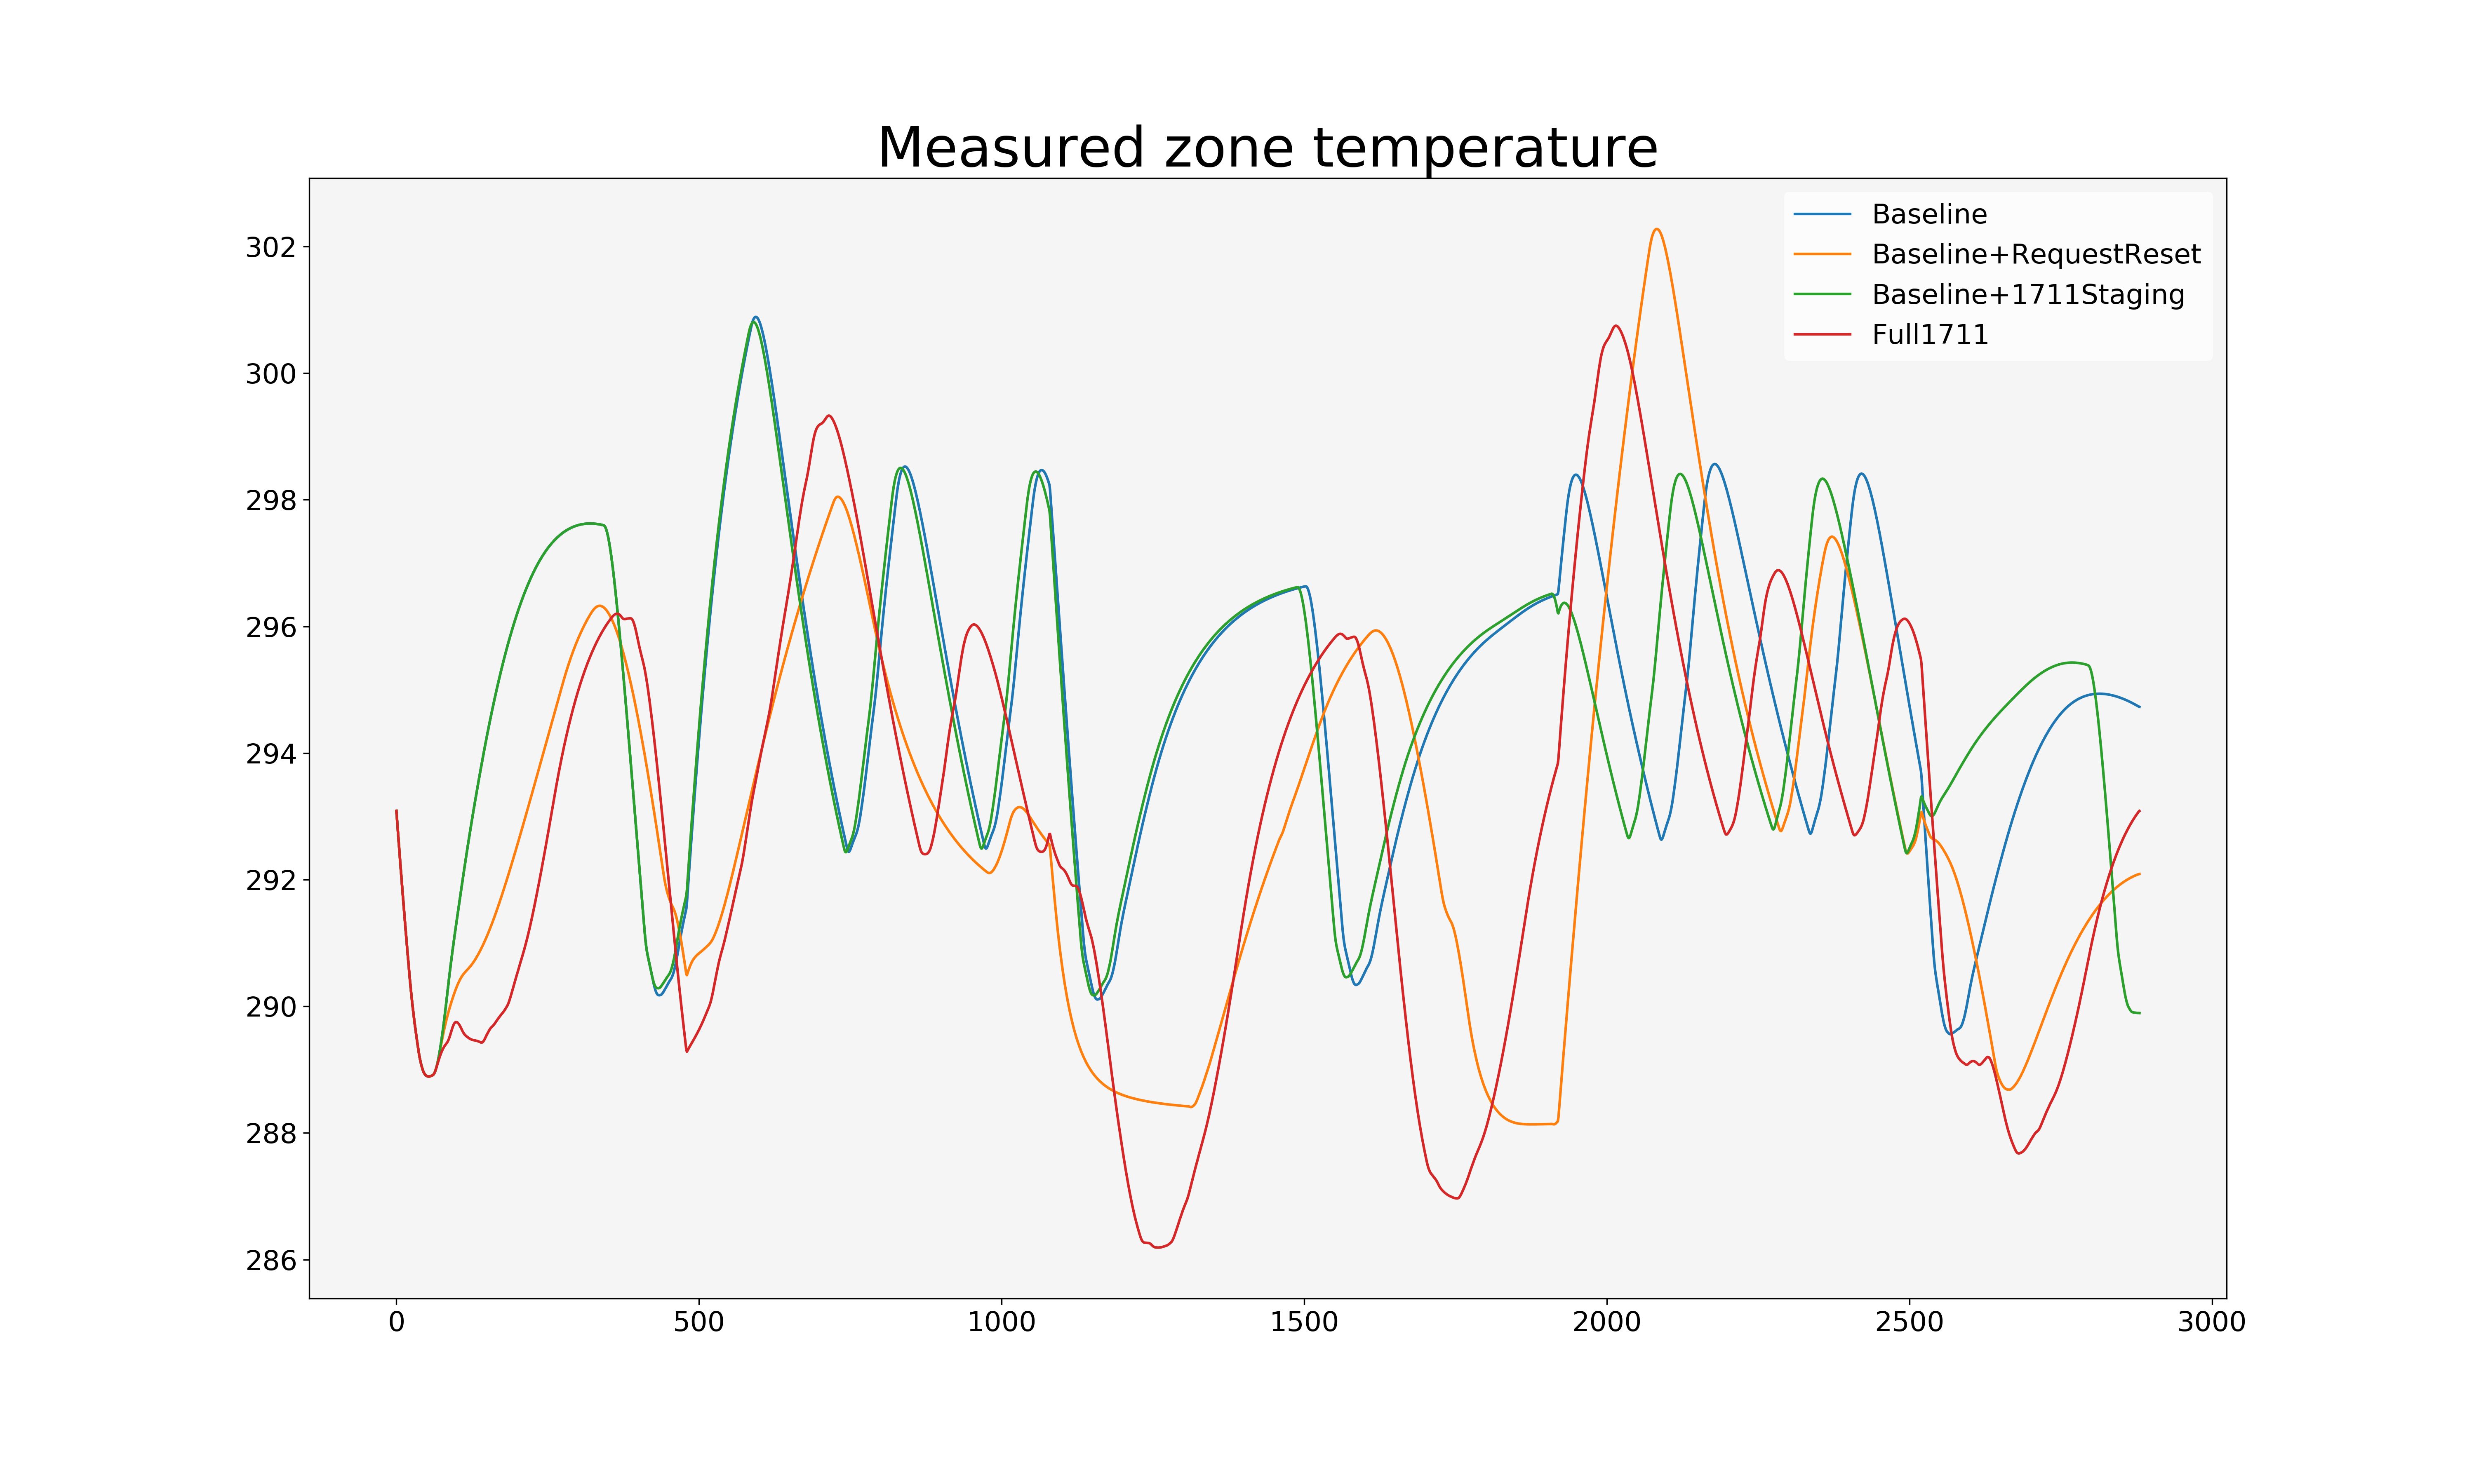 Measured zone temperature
Baseline
Baseline+RequestReset
Baseline+1711Staging
Full1711
302
300
298
296
294
292
290
288
286
0 500 1000 1500 2000 2500 3000